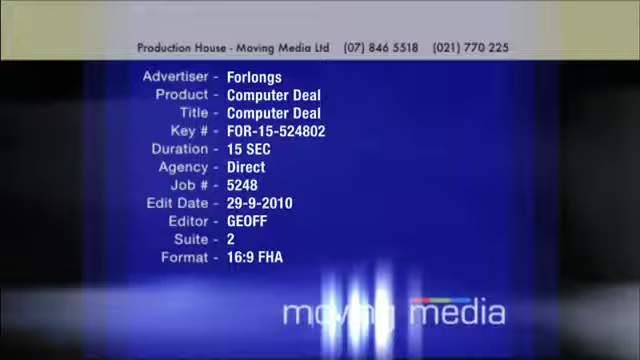 Production House - Moving Media Ltd (07) 846 5518 (021) 770 225
Advertiser - Forlongs
Product - Computer Deal
Title - Computer Deal
Key # - FOR-15-524802
Duration - 15 SEC
Agency - Direct
Job # - 5248
Edit Date - 29-9-2010
Editor - GEOFF
Suite - 2
Format - 16:9 FHA
moving media